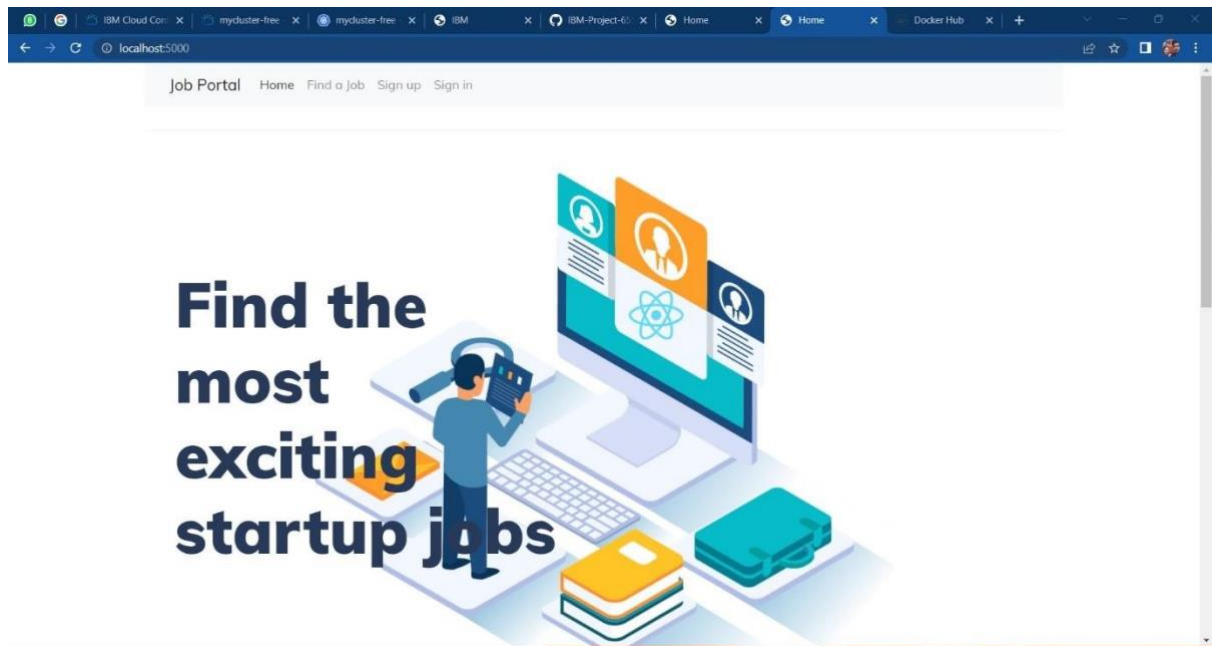 IBM Cloud Con
mycluster-free
mycluster-free
IBM
IBM-Project-65
Home
Home
Docker Hub
localhost:5000
Job Portal Home Find a Job Sign up Sign in
Find the
most
exciting
startup jobs